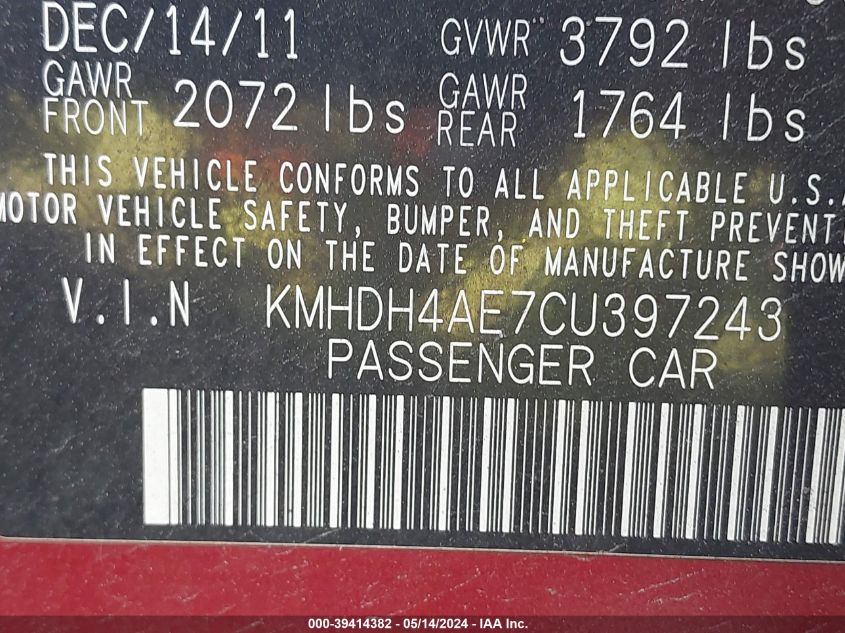 DEC/14/11 GVWR 3792 lbs
GAWR FRONT 2072 lbs GAWR REAR 1764 lbs
THIS VEHICLE CONFORMS TO ALL APPLICABLE U.S.A
MOTOR VEHICLE SAFETY, BUMPER, AND THEFT PREVENT
IN EFFECT ON THE DATE OF MANUFACTURE SHOW
V.I.N KMHDH4AE7CU397243
PASSENGER CAR
000-39414382 - 05/14/2024 - IAA Inc.